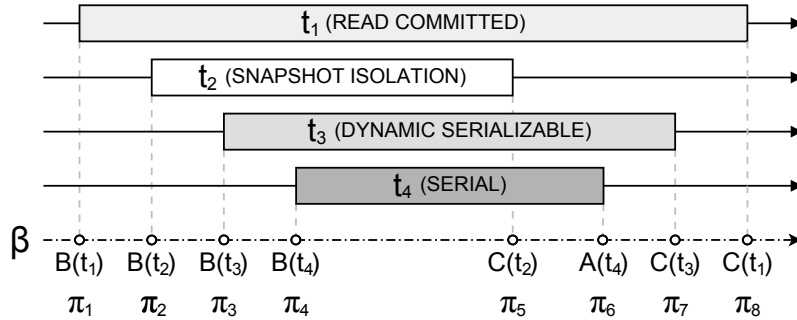 t₁ (READ COMMITTED)
t₂ (SNAPSHOT ISOLATION)
t₃ (DYNAMIC SERIALIZABLE)
t₄ (SERIAL)
β
B(t₁) B(t₂) B(t₃) B(t₄) C(t₂) A(t₄) C(t₃) C(t₁)
π₁ π₂ π₃ π₄ π₅ π₆ π₇ π₈